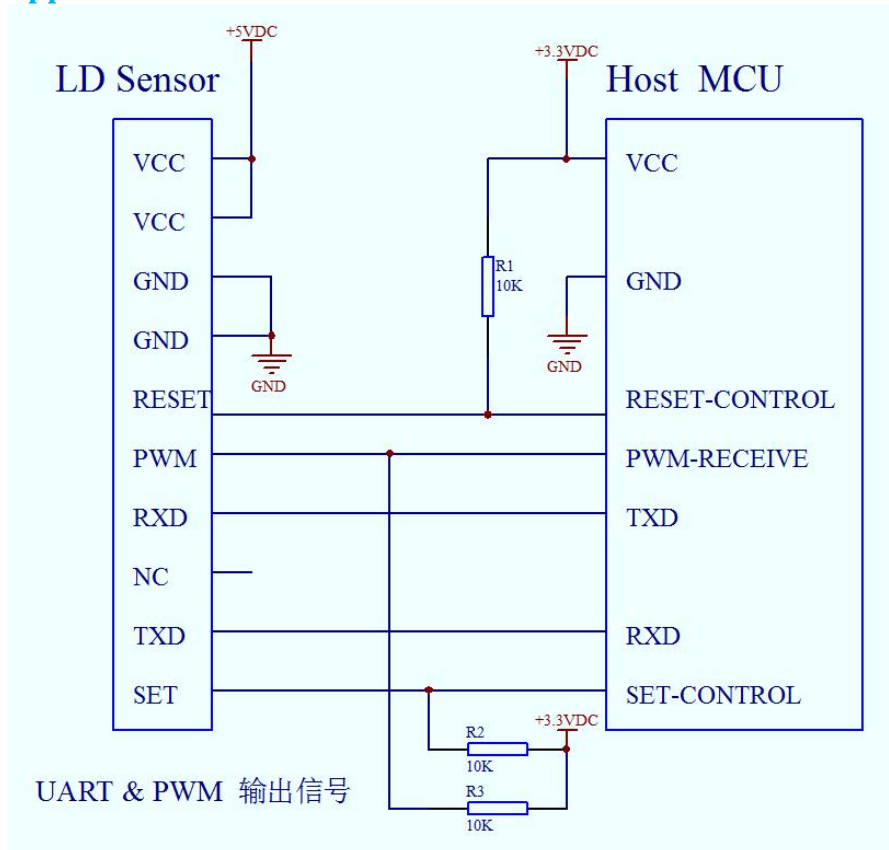 +5VDC
+3.3VDC
LD Sensor
Host MCU
VCC
VCC
VCC
R1
10K
GND
GND
GND
GND
GND
RESET
RESET-CONTROL
PWM
PWM-RECEIVE
RXD
TXD
NC
TXD
RXD
SET
SET-CONTROL
+3.3VDC
R2
10K
R3
10K
UART & PWM 输出信号